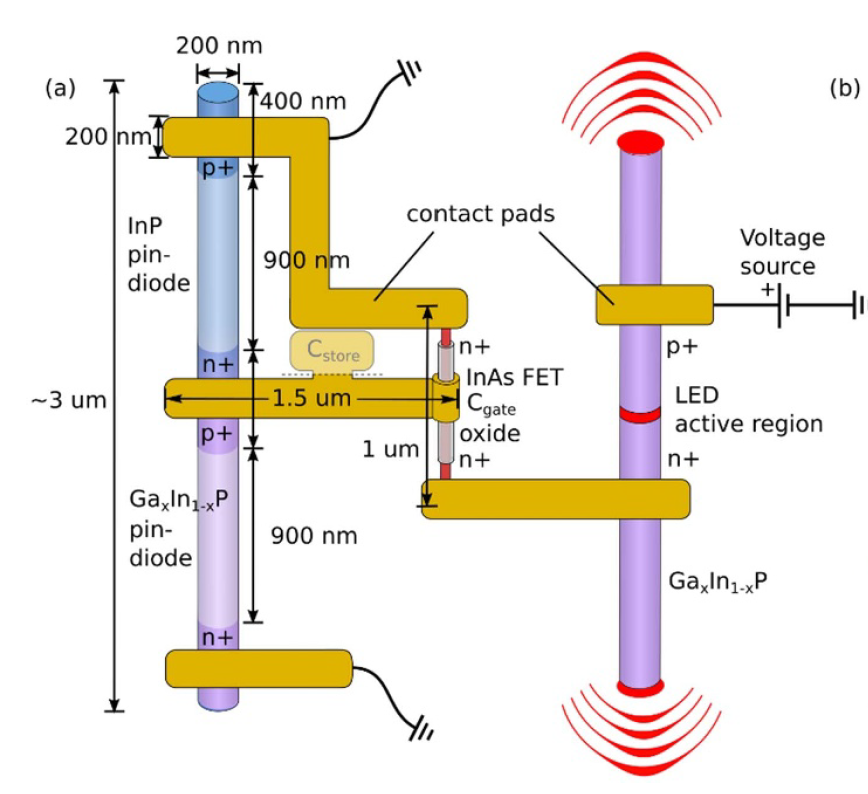 200 nm
(a)
(b)
400 nm
200 nm
p+
contact pads
InP
pin-
diode
900 nm
Voltage
source
+
C_store
n+
n+
p+
InAs FET
~3 um
1.5 um
C_gate
LED
active region
p+
1 um
oxide
n+
n+
Ga_xIn_1-xP
pin-
diode
900 nm
Ga_xIn_1-xP
n+